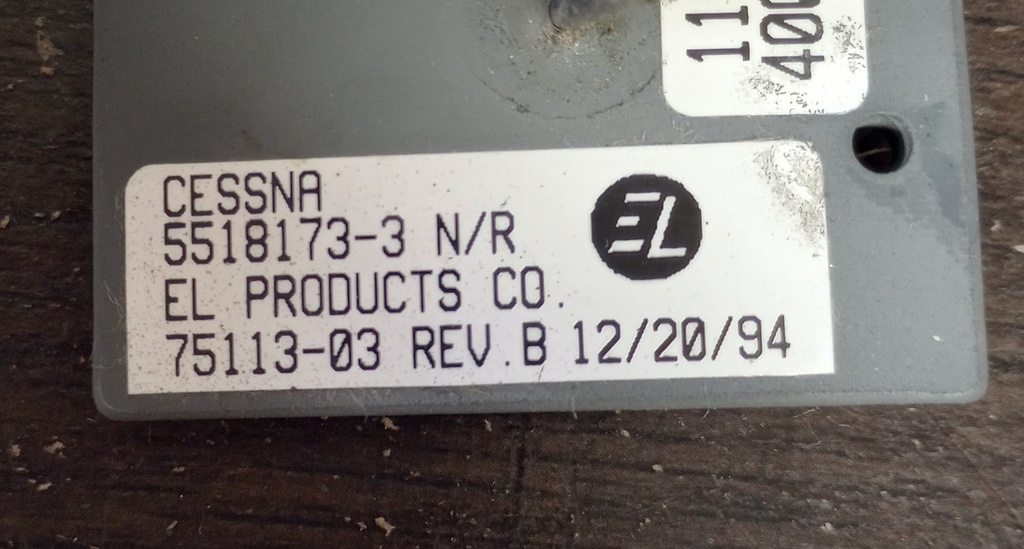 11
400
CESSNA
5518173-3 N/R
EL
EL PRODUCTS CO.
75113-03 REV.B 12/20/94